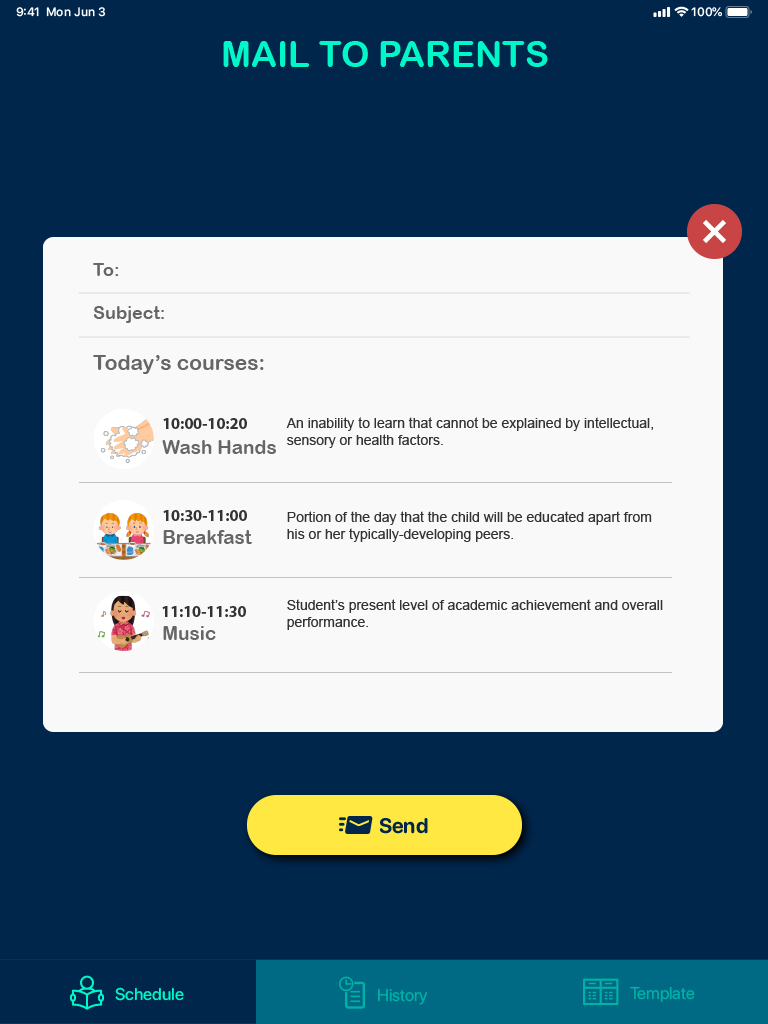 9:41 Mon Jun 3
100%
MAIL TO PARENTS
To:
Subject:
Today’s courses:
10:00-10:20
Wash Hands
An inability to learn that cannot be explained by intellectual,
sensory or health factors.
10:30-11:00
Breakfast
Portion of the day that the child will be educated apart from
his or her typically-developing peers.
11:10-11:30
Music
Student’s present level of academic achievement and overall
performance.
Send
Schedule
History
Template